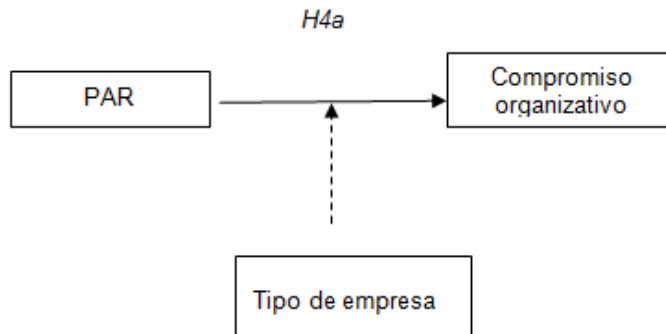 H4a
PAR
Compromiso
organizativo
Tipo de empresa